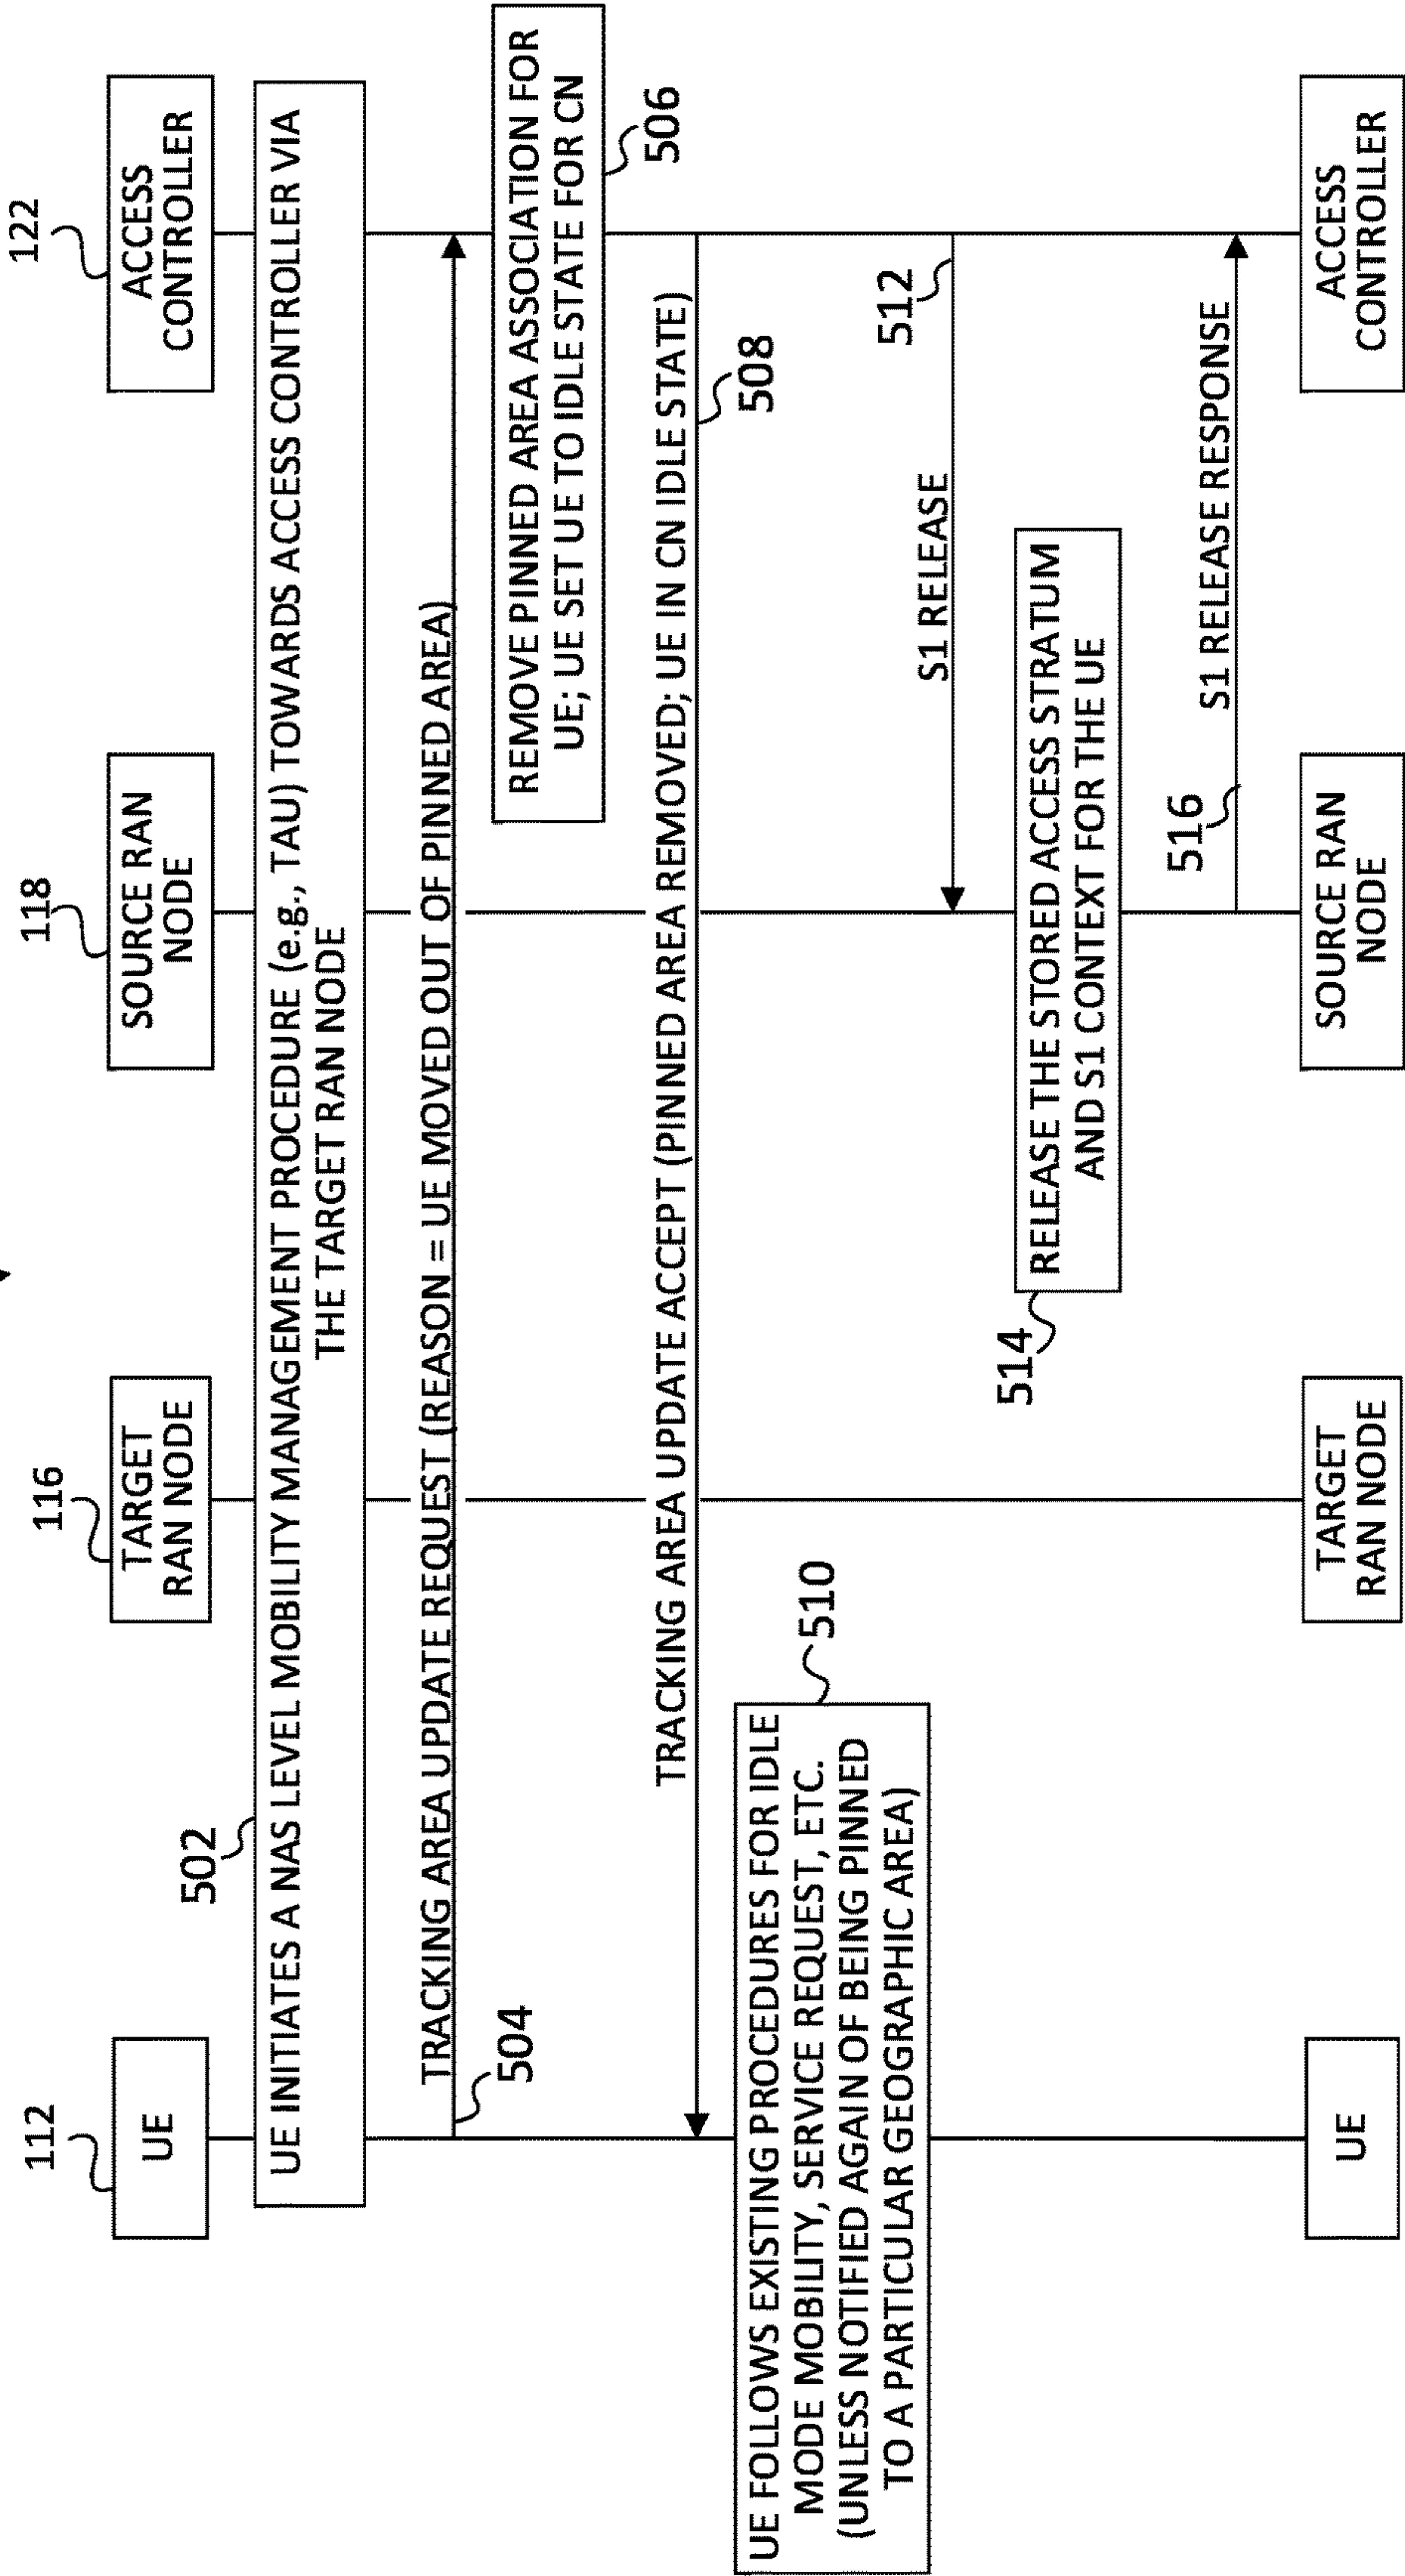 112
116
118
122
UE
TARGET
RAN NODE
SOURCE RAN
NODE
ACCESS
CONTROLLER
502
UE INITIATES A NAS LEVEL MOBILITY MANAGEMENT PROCEDURE (e.g., TAU) TOWARDS ACCESS CONTROLLER VIA
THE TARGET RAN NODE
TRACKING AREA UPDATE REQUEST (REASON = UE MOVED OUT OF PINNED AREA)
504
REMOVE PINNED AREA ASSOCIATION FOR
UE; UE SET UE TO IDLE STATE FOR CN
506
TRACKING AREA UPDATE ACCEPT (PINNED AREA REMOVED; UE IN CN IDLE STATE)
508
510
UE FOLLOWS EXISTING PROCEDURES FOR IDLE
MODE MOBILITY, SERVICE REQUEST, ETC.
(UNLESS NOTIFIED AGAIN OF BEING PINNED
TO A PARTICULAR GEOGRAPHIC AREA)
512
S1 RELEASE
514
RELEASE THE STORED ACCESS STRATUM
AND S1 CONTEXT FOR THE UE
516
S1 RELEASE RESPONSE
UE
TARGET
RAN NODE
SOURCE RAN
NODE
ACCESS
CONTROLLER